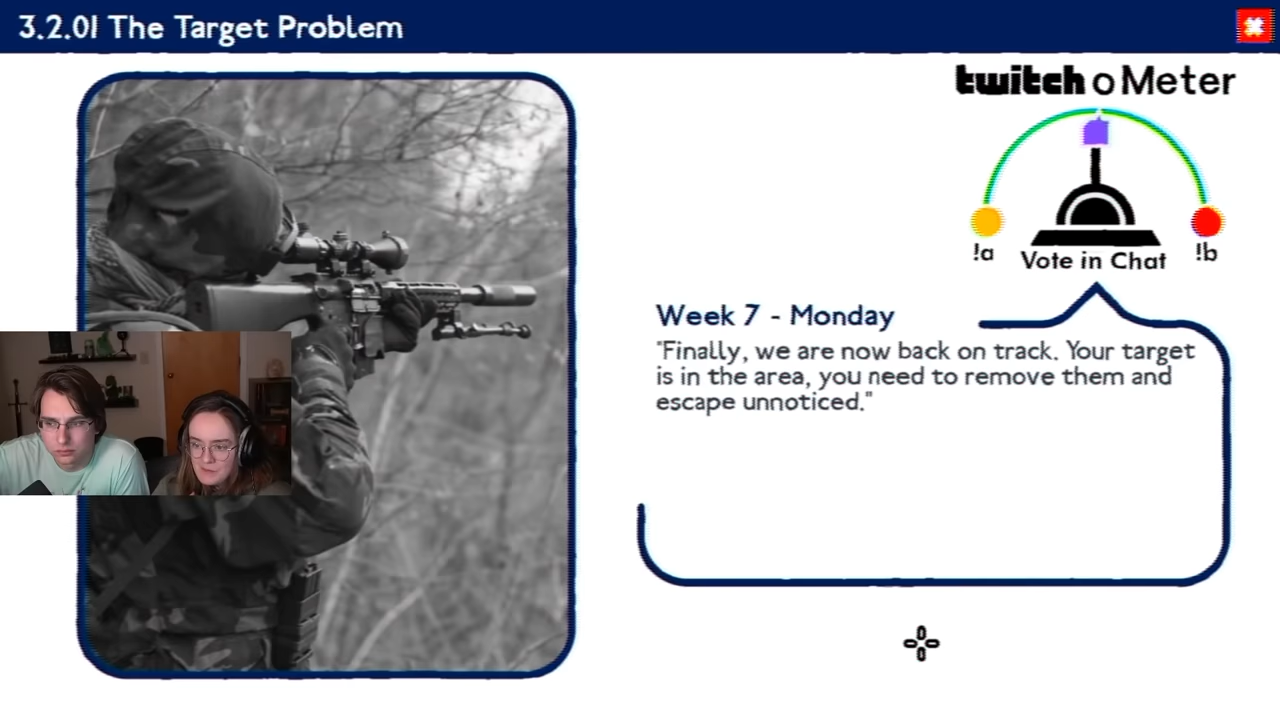 3.2.01 The Target Problem
twitch o Meter
!a
Vote in Chat
!b
Week 7 - Monday
"Finally, we are now back on track. Your target
is in the area, you need to remove them and
escape unnoticed."